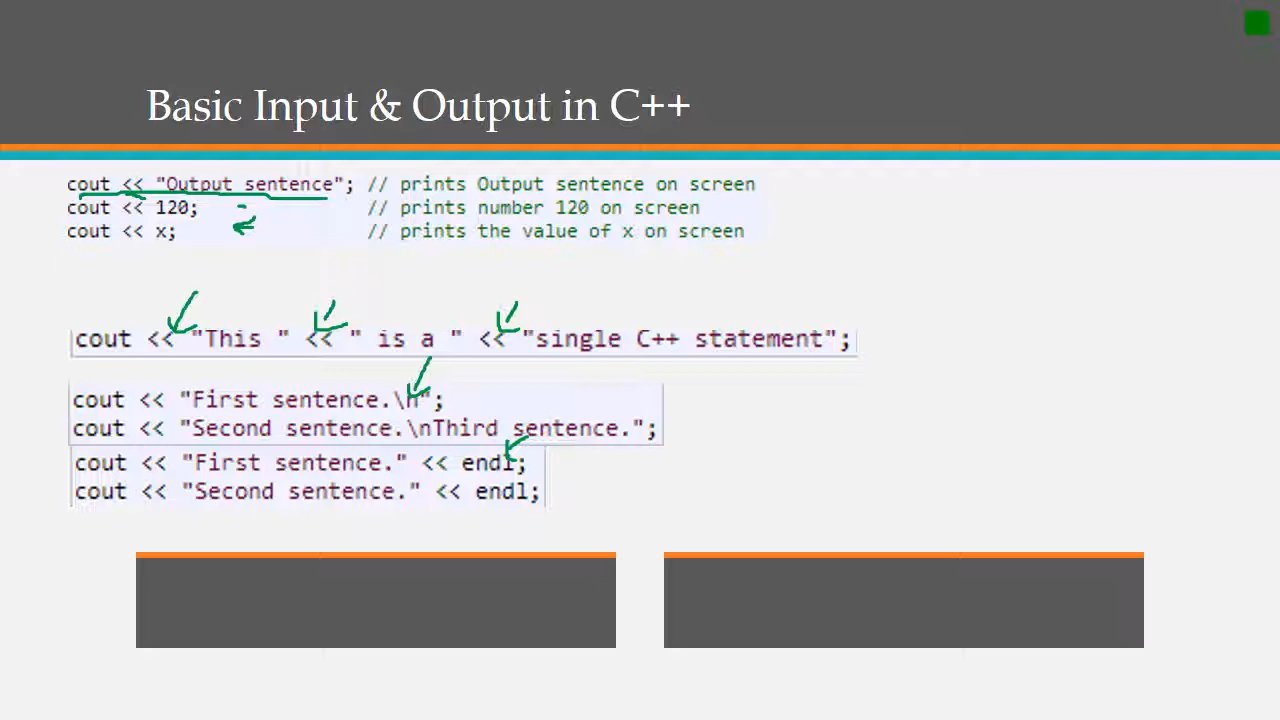 Basic Input & Output in C++
cout << "Output sentence"; // prints Output sentence on screen
cout << 120; // prints number 120 on screen
cout << x; // prints the value of x on screen
cout << "This " << " is a " << "single C++ statement";
cout << "First sentence.\n";
cout << "Second sentence.\nThird sentence.";
cout << "First sentence." << endl;
cout << "Second sentence." << endl;